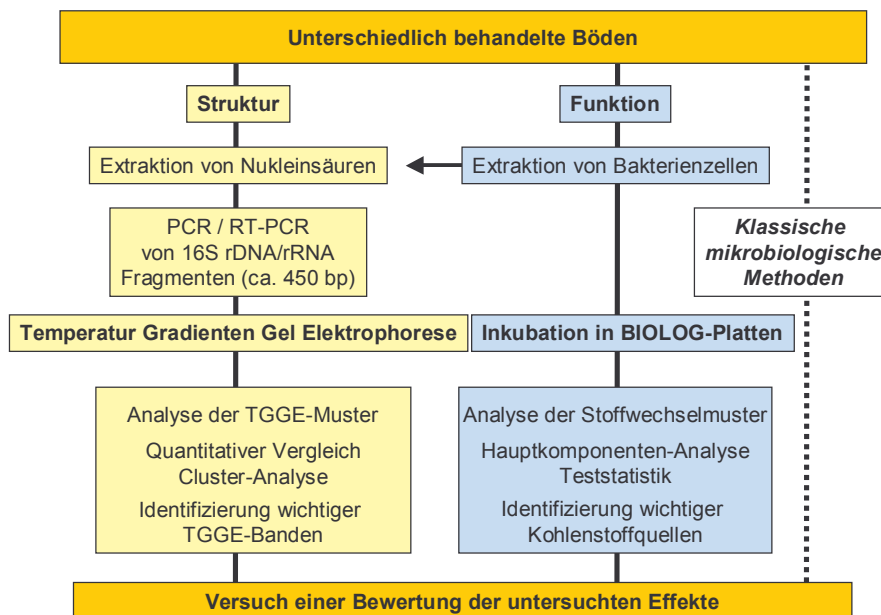 Unterschiedlich behandelte Böden
Struktur
Funktion
Extraktion von Nukleinsäuren
Extraktion von Bakterienzellen
PCR / RT-PCR
von 16S rDNA/rRNA
Fragmenten (ca. 450 bp)
Klassische
mikrobiologische
Methoden
Temperatur Gradienten Gel Elektrophorese
Inkubation in BIOLOG-Platten
Analyse der TGGE-Muster
Quantitativer Vergleich
Cluster-Analyse
Identifizierung wichtiger
TGGE-Banden
Analyse der Stoffwechselmuster
Hauptkomponenten-Analyse
Teststatistik
Identifizierung wichtiger
Kohlenstoffquellen
Versuch einer Bewertung der untersuchten Effekte